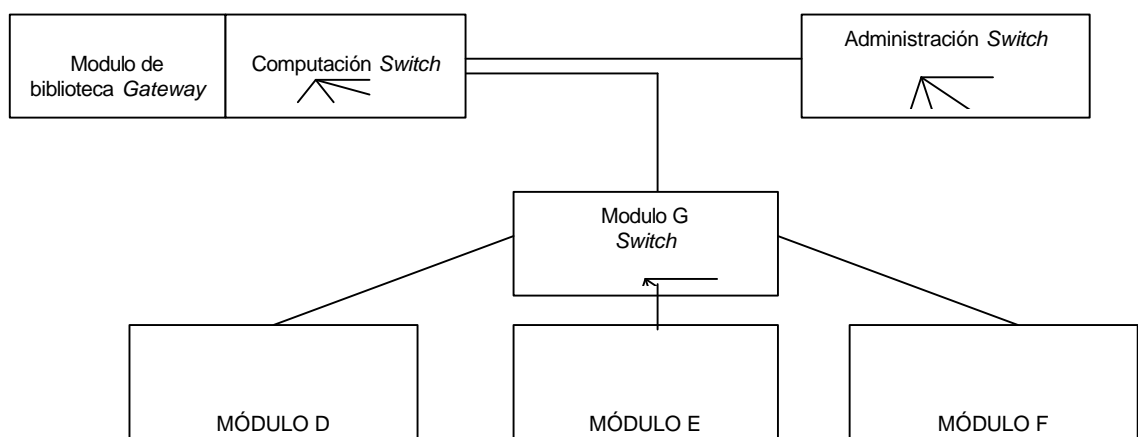 Modulo de
biblioteca Gateway
Computación Switch
Administración Switch
Modulo G
Switch
MÓDULO D
MÓDULO E
MÓDULO F